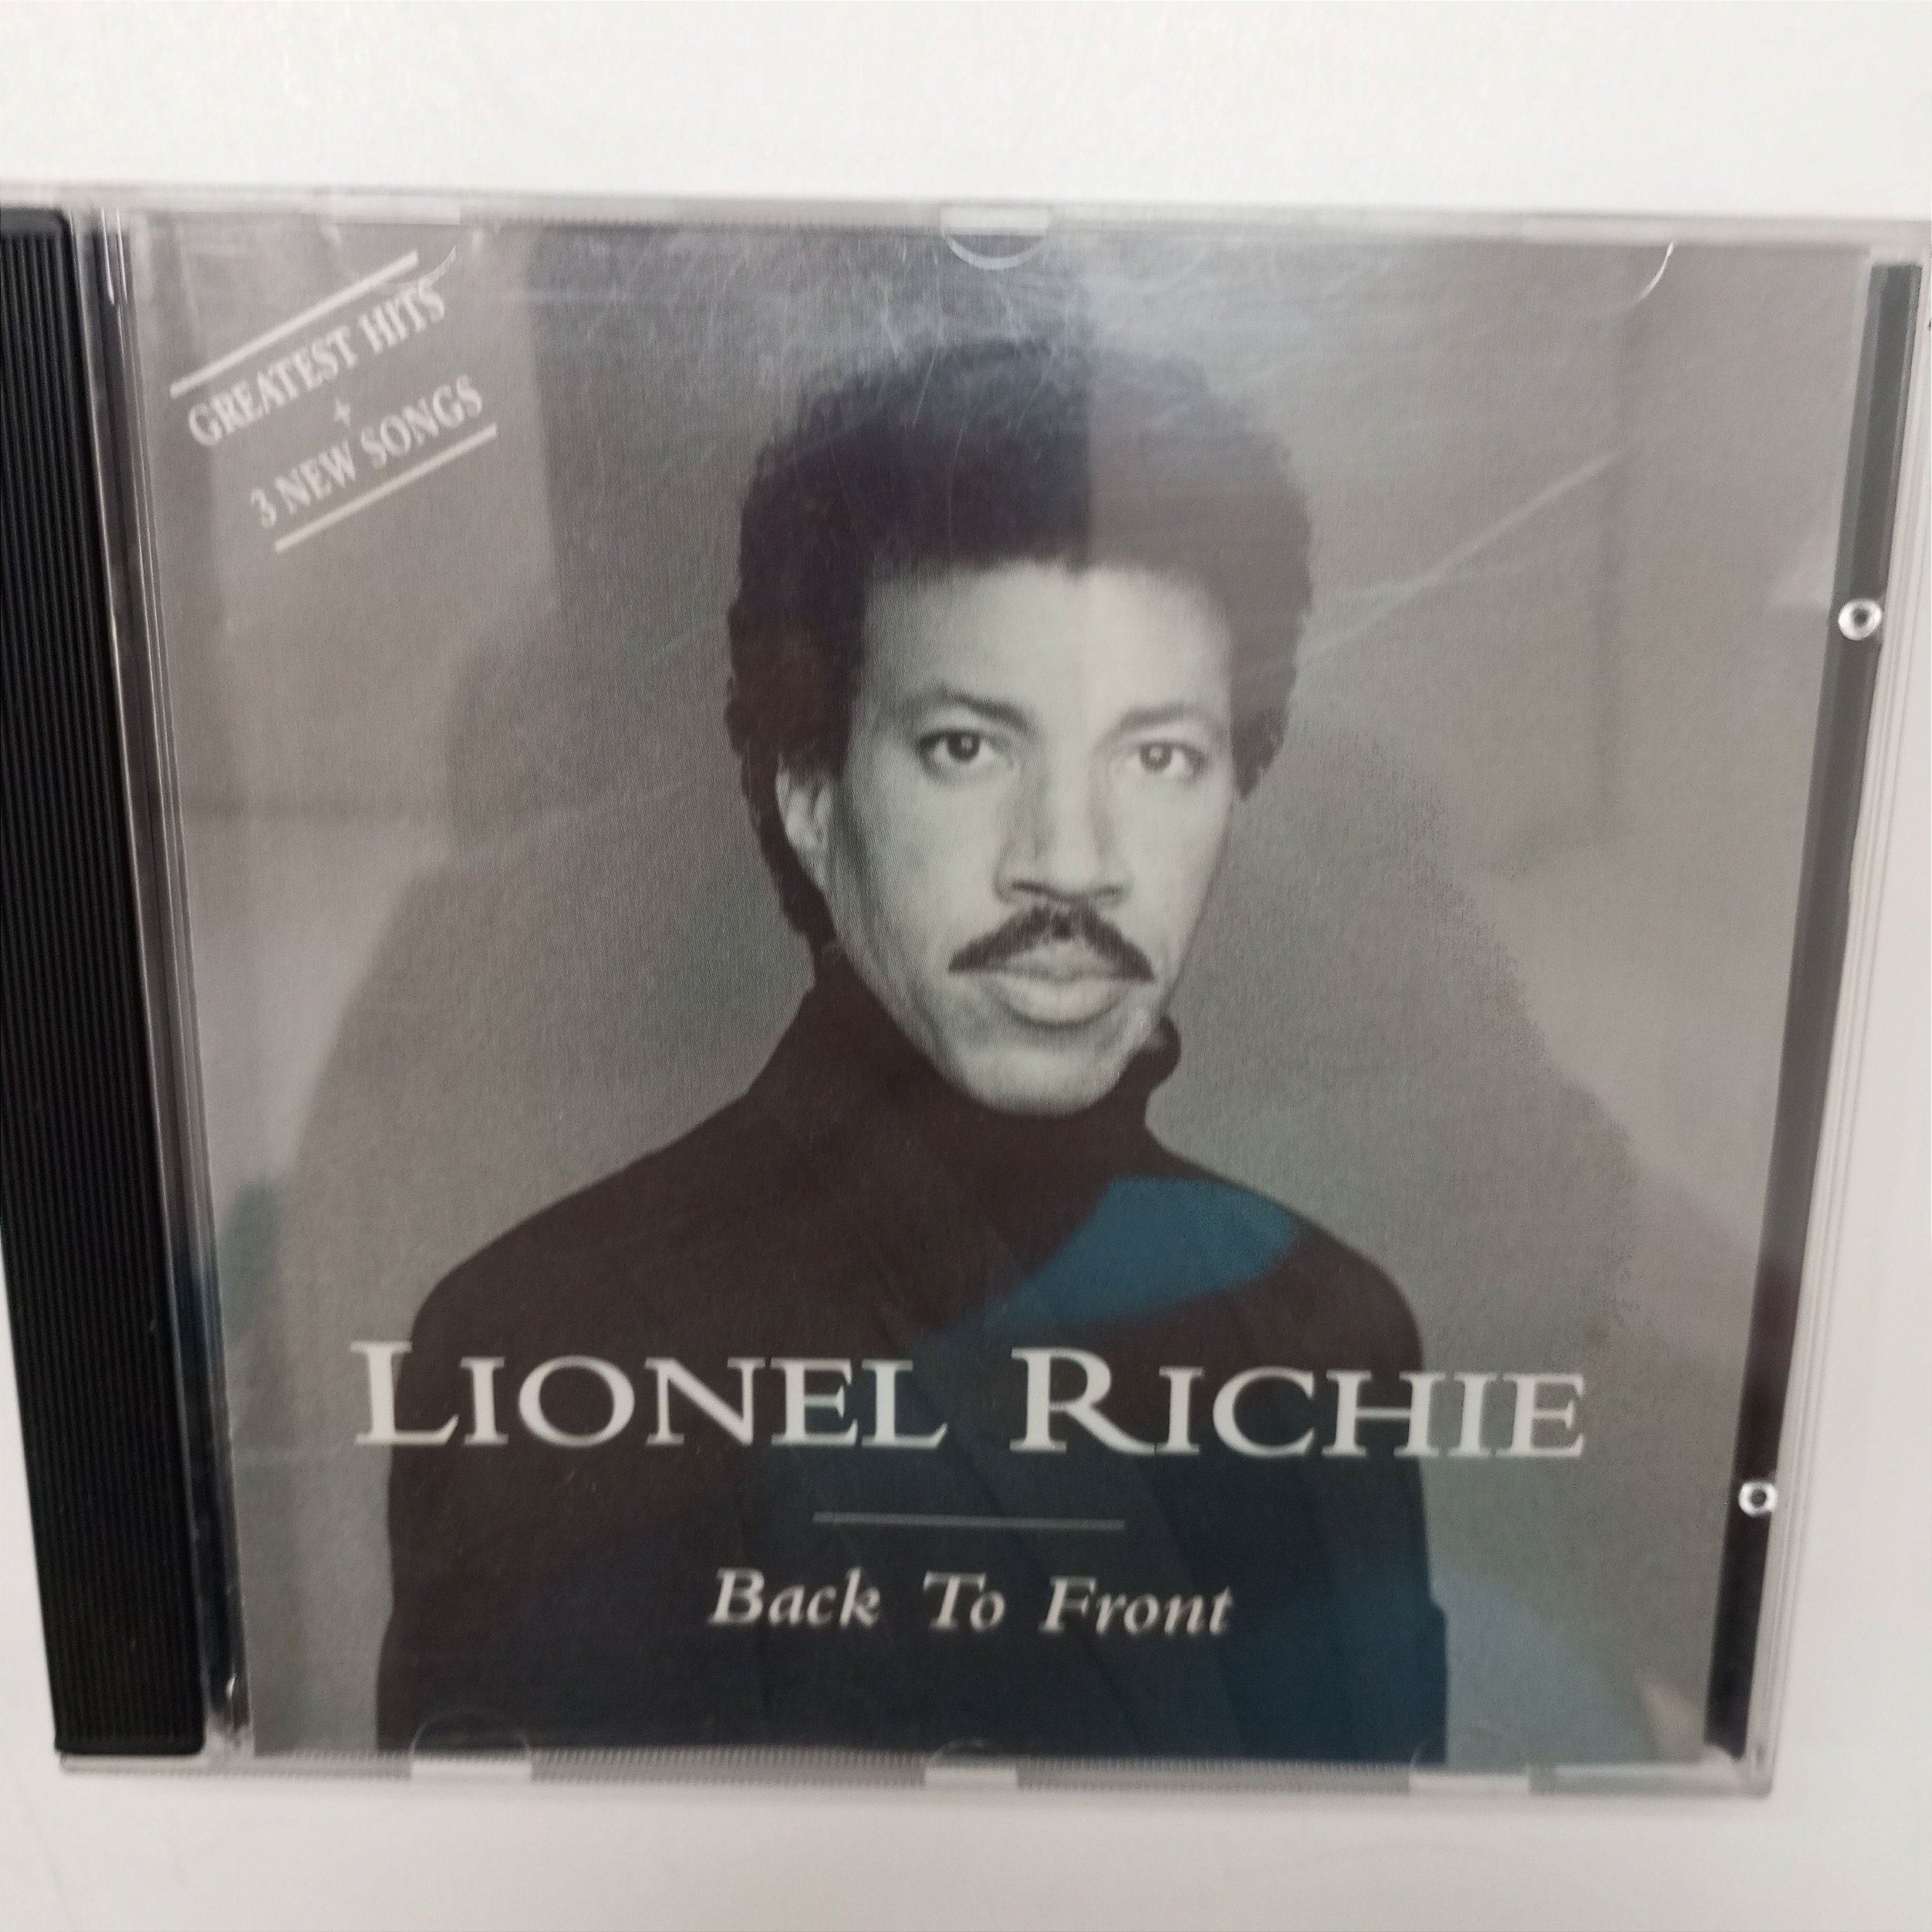 GREATEST HITS
+
3 NEW SONGS
LIONEL RICHIE
Back To Front